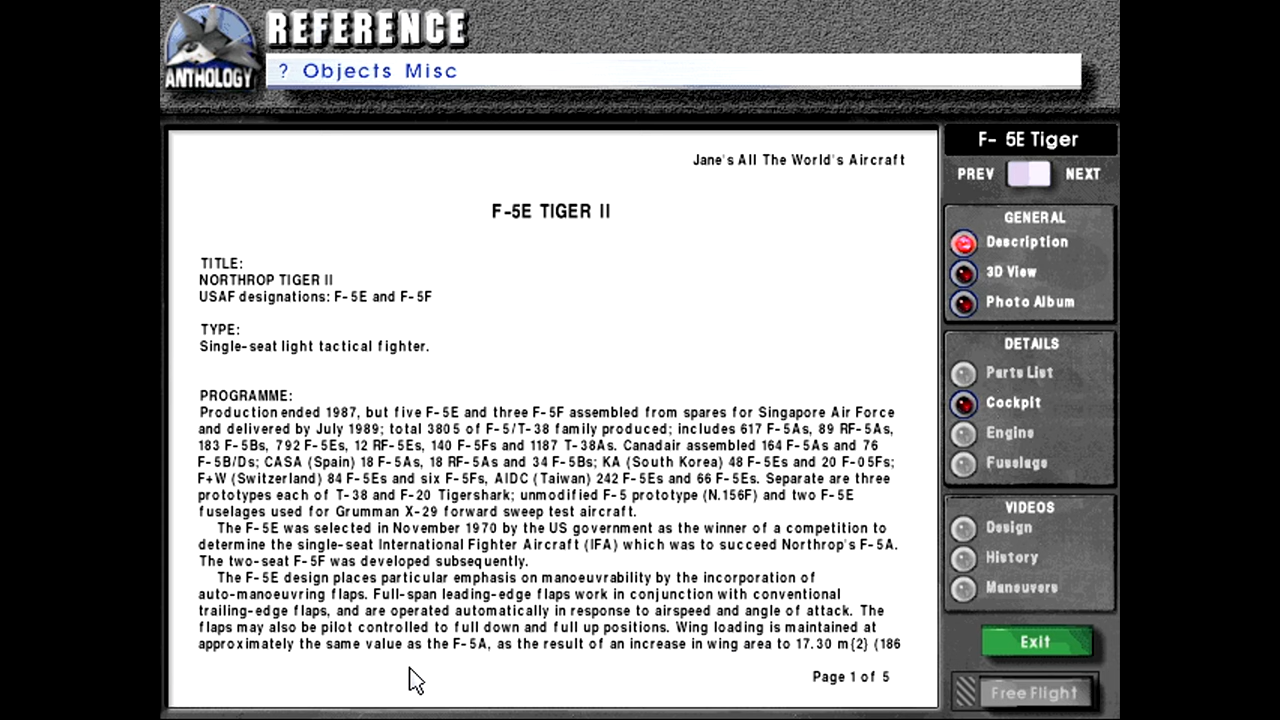 REFERENCE
ANTHOLOGY
? Objects Misc
Jane's All The World's Aircraft
F-5E TIGER II
TITLE:
NORTHROP TIGER II
USAF designations: F-5E and F-5F
TYPE:
Single-seat light tactical fighter.
PROGRAMME:
Production ended 1987, but five F-5E and three F-5F assembled from spares for Singapore Air Force
and delivered by July 1989; total 3805 of F-5/T-38 family produced; includes 617 F-5As, 89 RF-5As,
183 F-5Bs, 792 F-5Es, 12 RF-5Es, 140 F-5Fs and 1187 T-38As. Canadair assembled 164 F-5As and 76
F-5B/Ds; CASA (Spain) 18 F-5As, 18 RF-5As and 34 F-5Bs; KA (South Korea) 48 F-5Es and 20 F-05Fs;
F+W (Switzerland) 84 F-5Es and six F-5Fs, AIDC (Taiwan) 242 F-5Es and 66 F-5Es. Separate are three
prototypes each of T-38 and F-20 Tigershark; unmodified F-5 prototype (N.156F) and two F-5E
fuselages used for Grumman X-29 forward sweep test aircraft.
The F-5E was selected in November 1970 by the US government as the winner of a competition to
determine the single-seat International Fighter Aircraft (IFA) which was to succeed Northrop's F-5A.
The two-seat F-5F was developed subsequently.
The F-5E design places particular emphasis on manoeuvrability by the incorporation of
auto-manoeuvring flaps. Full-span leading-edge flaps work in conjunction with conventional
trailing-edge flaps, and are operated automatically in response to airspeed and angle of attack. The
flaps may also be pilot controlled to full down and full up positions. Wing loading is maintained at
approximately the same value as the F-5A, as the result of an increase in wing area to 17.30 m{2} (186
Page 1 of 5
F- 5E Tiger
PREV NEXT
GENERAL
Description
3D View
Photo Album
DETAILS
Parts List
Cockpit
Engine
Fuselage
VIDEOS
Design
History
Maneuvers
Exit
Free Flight